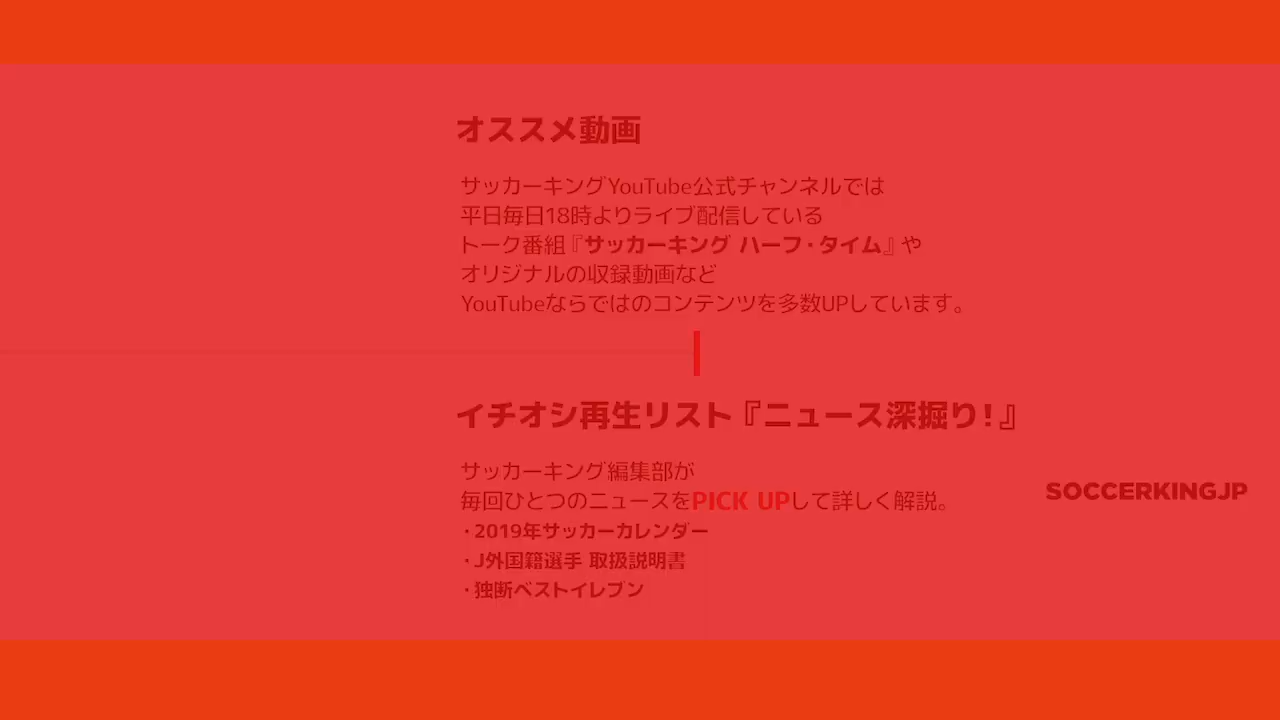 オススメ動画
サッカーキングYouTube公式チャンネルでは
平日毎日18時よりライブ配信している
トーク番組『サッカーキング ハーフ・タイム』や
オリジナルの収録動画など
YouTubeならではのコンテンツを多数UPしています。
イチオシ再生リスト『ニュース深掘り!』
サッカーキング編集部が
毎回ひとつのニュースをPICK UPして詳しく解説。
・2019年サッカーカレンダー
・J外国籍選手 取扱説明書
・独断ベストイレブン
SOCCERKINGJP